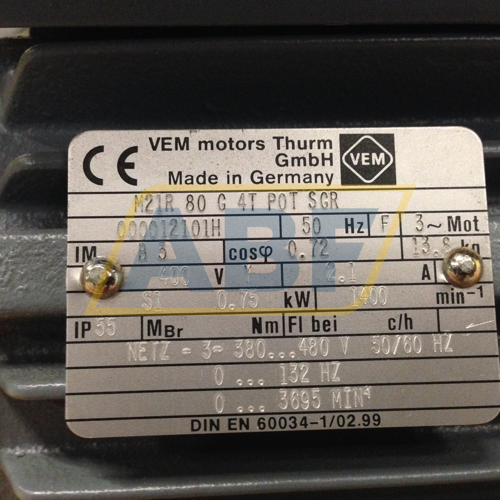 CE VEM motors Thurm
GmbH VEM
Made in Germany
M21R 80 G 4T POT SGR
000012101H 50 Hz F 3~ Mot
IM B 3 cosφ 0.72 13.8 kg
400 V Y 2.1 A
S1 0.75 kW 1400 min⁻¹
IP 55 MBr Nm Fl bei c/h
NETZ - 3~ 380...480 V 50/60 HZ
0 ... 132 HZ
0 ... 3695 MIN
DIN EN 60034-1/02.99
ABF